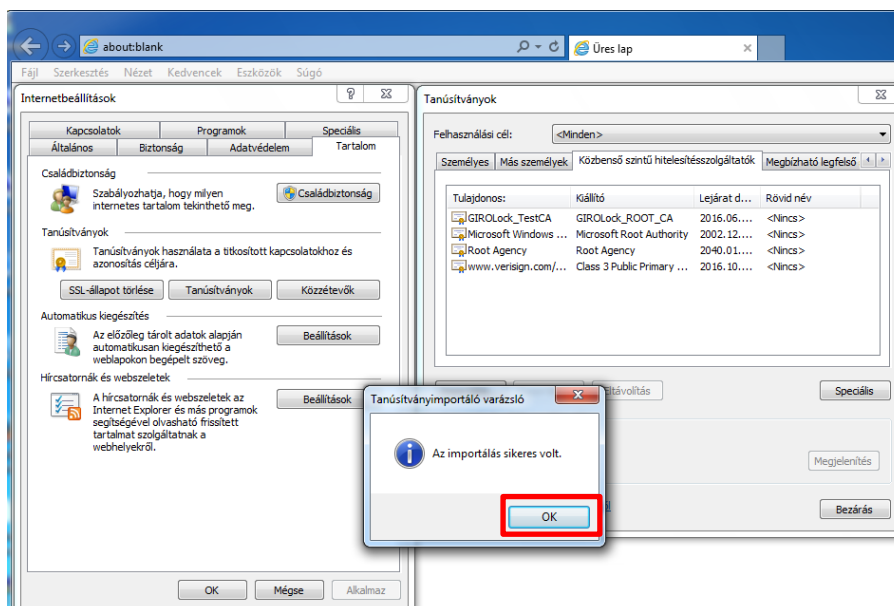 about:blank
Üres lap
Fájl Szerkesztés Nézet Kedvencek Eszközök Súgó
Internetbeállítások
Kapcsolatok Programok Speciális
Általános Biztonság Adatvédelem Tartalom
Családbiztonság
Szabályozhatja, hogy milyen
internetes tartalom tekinthető meg.
Családbiztonság
Tanúsítványok
Tanúsítványok használata a titkosított kapcsolatokhoz és
azonosítás céljára.
SSL-állapot törlése Tanúsítványok Közzétevők
Automatikus kiegészítés
Az előzőleg tárolt adatok alapján
automatikusan kiegészíthető a
weblapokon begépelt szöveg.
Beállítások
Hírcsatornák és webszeletek
A hírcsatornák és webszeletek az
Internet Explorer és más programok
segítségével olvasható frissített
tartalmat szolgáltatnak a
webhelyekről.
Beállítások
OK Mégse Alkalmaz
Tanúsítványok
Felhasználási cél: <Minden>
Személyes Más személyek Közbenső szintű hitelesítésszolgáltatók Megbízható legfelső
Tulajdonos: Kiállító Lejárat d... Rövid név
GIROLock_TestCA GIROLock_ROOT_CA 2016.06.... <Nincs>
Microsoft Windows ... Microsoft Root Authority 2002.12.... <Nincs>
Root Agency Root Agency 2040.01.... <Nincs>
www.verisign.com/... Class 3 Public Primary ... 2016.10.... <Nincs>
Speciális
Megjelenítés
Bezárás
Tanúsítványimportáló varázsló
Az importálás sikeres volt.
OK